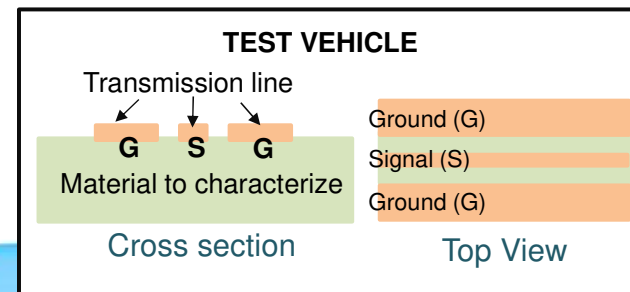 TEST VEHICLE
Transmission line
G S G
Material to characterize
Cross section
Ground (G)
Signal (S)
Ground (G)
Top View